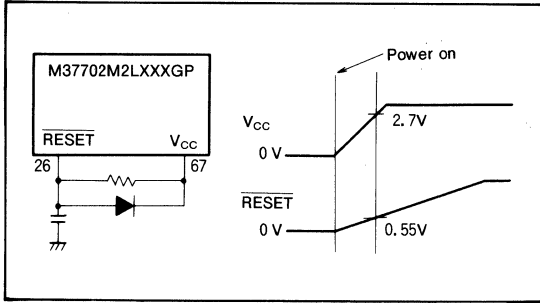 M37702M2LXXXGP
RESET
VCC
26
67
Power on
VCC
2.7V
0 V
RESET
0 V
0.55V